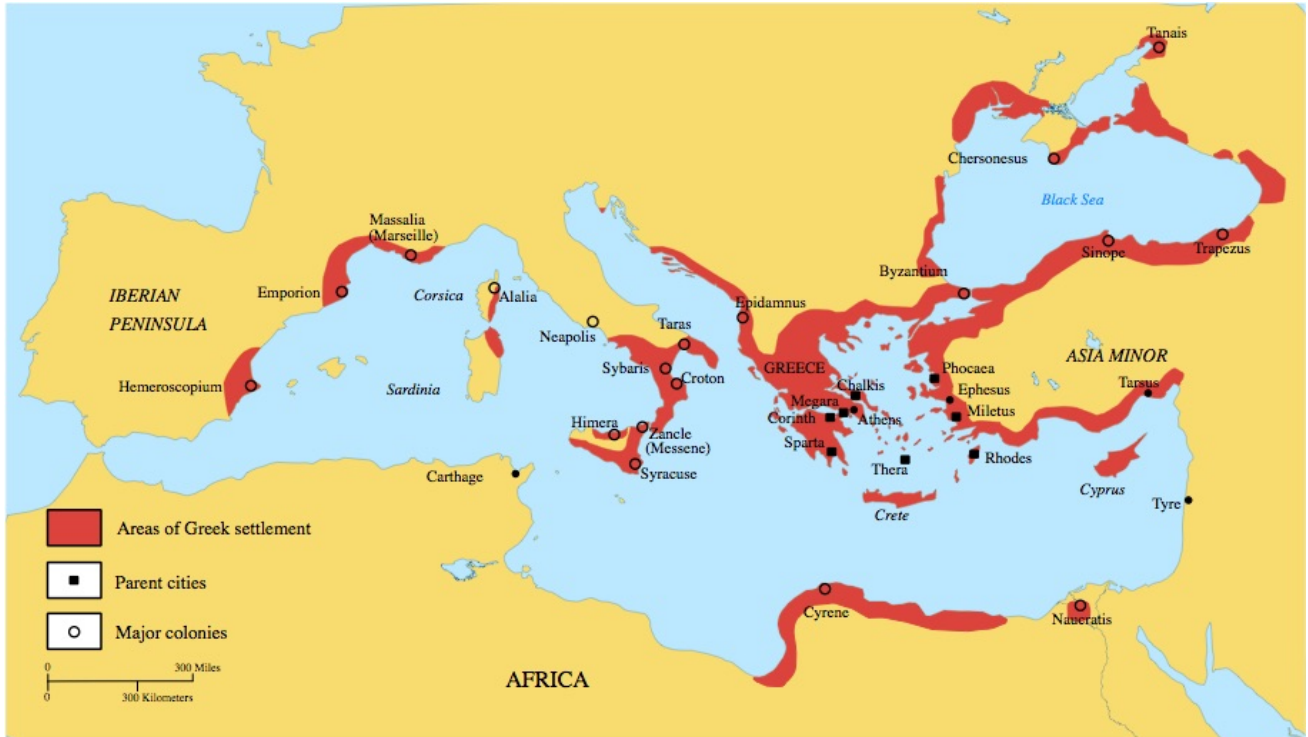 Tanais
Chersonesus
Black Sea
Massalia
(Marseille)
Sinope
Trapezus
Byzantium
IBERIAN
PENINSULA
Emporion
Corsica
Alalia
Epidamnus
Neapolis
Taras
ASIA MINOR
Sybaris
GREECE
Phocaea
Croton
Chalkis
Tarsus
Hemeroscopium
Sardinia
Ephesus
Megara
Miletus
Corinth
Athens
Himera
Zancle
(Messene)
Sparta
Rhodes
Thera
Syracuse
Carthage
Cyprus
Tyre
Crete
Areas of Greek settlement
Parent cities
Cyrene
Naucratis
Major colonies
0 300 Miles
0 300 Kilometers
AFRICA